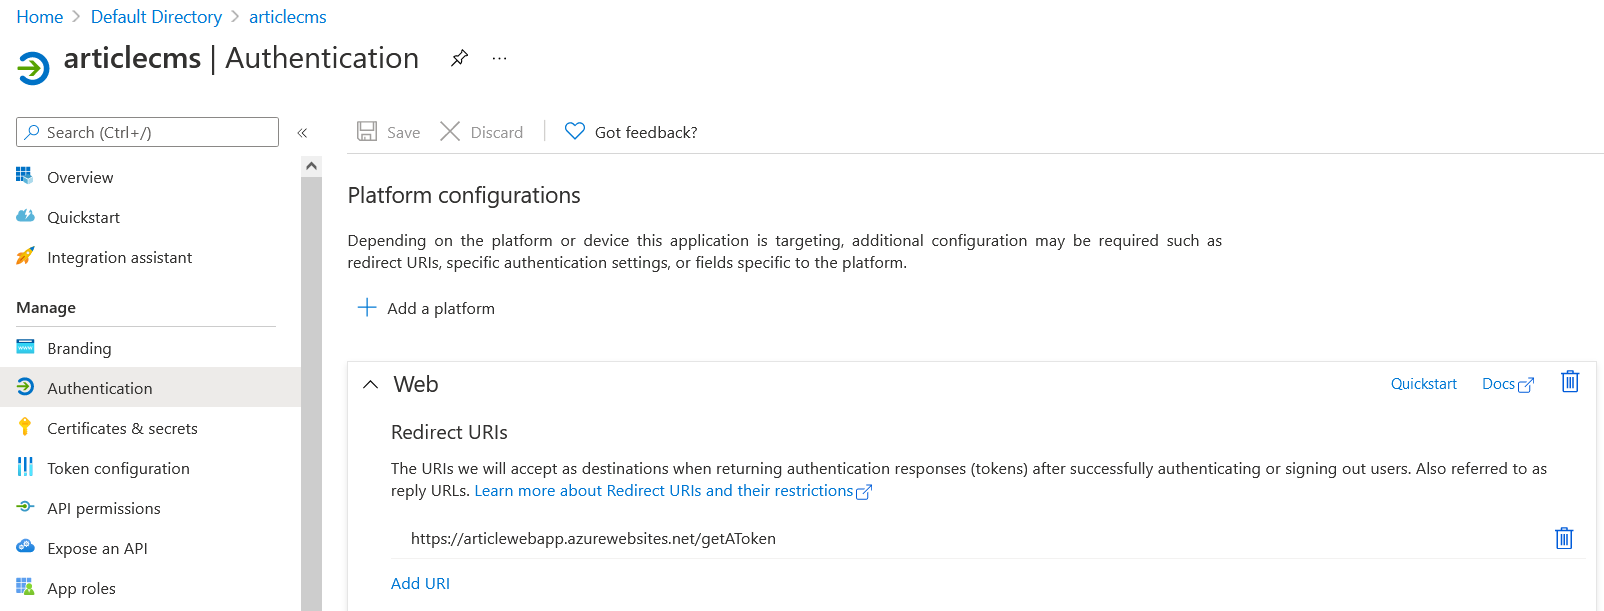 Home > Default Directory > articlecms
articlecms | Authentication ...
Search (Ctrl+/) «
Overview
Quickstart
Integration assistant
Manage
Branding
Authentication
Certificates & secrets
Token configuration
API permissions
Expose an API
App roles
Save Discard Got feedback?
Platform configurations
Depending on the platform or device this application is targeting, additional configuration may be required such as
redirect URIs, specific authentication settings, or fields specific to the platform.
Add a platform
Web Quickstart Docs
Redirect URIs
The URIs we will accept as destinations when returning authentication responses (tokens) after successfully authenticating or signing out users. Also referred to as
reply URLs. Learn more about Redirect URIs and their restrictions
https://articlewebapp.azurewebsites.net/getAToken
Add URI